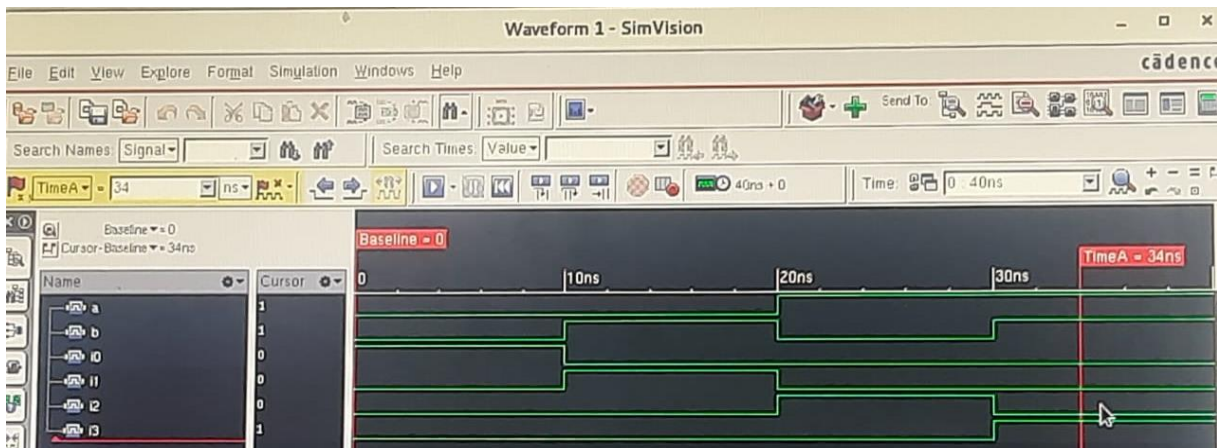 Waveform 1 - SimVision
File Edit View Explore Format Simulation Windows Help cādence
Send To
Search Names: Signal Search Times: Value
TimeA = 34 ns 40ns + 0 Time: 0 : 40ns
Baseline = 0
Cursor-Baseline = 34ns
Baseline = 0
TimeA = 34ns
Name Cursor 0 10ns 20ns 30ns
a 1
b 1
i0 0
i1 0
i2 0
i3 1